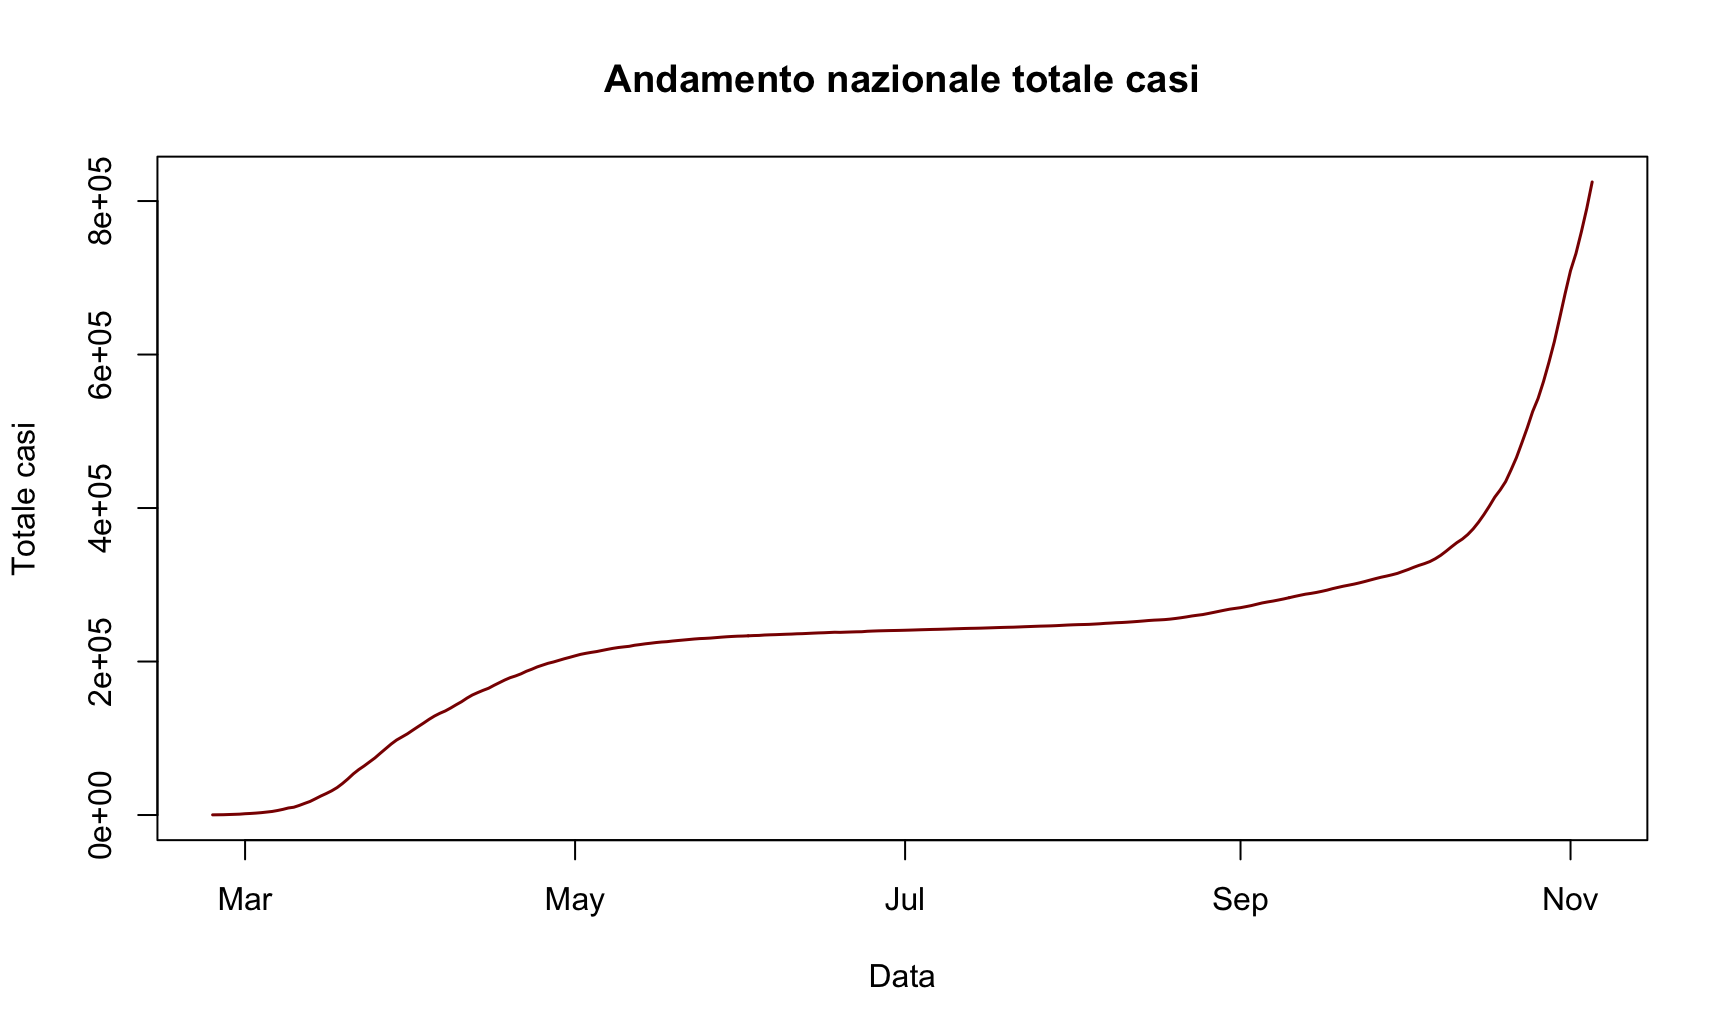 Andamento nazionale totale casi
Totale casi
8e+05
6e+05
4e+05
2e+05
0e+00
Mar May Jul Sep Nov
Data